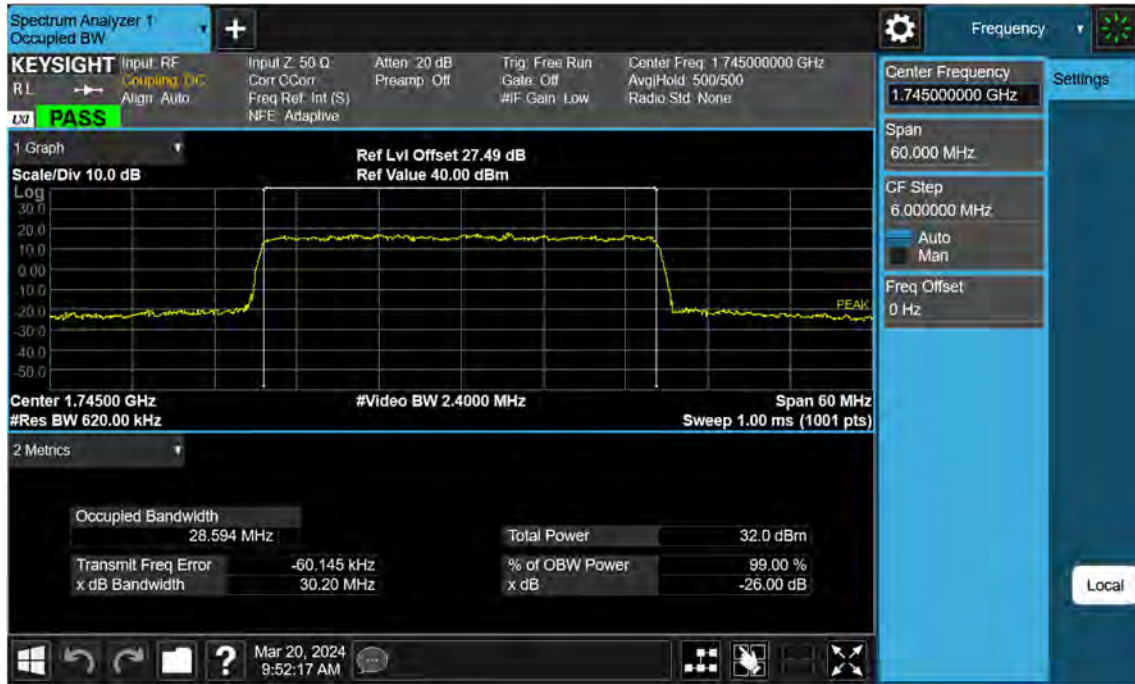 Spectrum Analyzer 1
Occupied BW
+
Frequency
KEYSIGHT
RL
LXI
PASS
Input: RF
Coupling: DC
Align: Auto
Input Z: 50 Ω
Corr CCorr
Freq Ref: Int (S)
NFE: Adaptive
Atten: 20 dB
Preamp: Off
Trig: Free Run
Gate: Off
#IF Gain: Low
Center Freq: 1.745000000 GHz
Avg|Hold: 500/500
Radio Std: None
Center Frequency
1.745000000 GHz
Settings
Span
60.000 MHz
CF Step
6.000000 MHz
Auto
Man
Freq Offset
0 Hz
1 Graph
Scale/Div 10.0 dB
Ref Lvl Offset 27.49 dB
Ref Value 40.00 dBm
Log
30.0
20.0
10.0
0.00
-10.0
-20.0
-30.0
-40.0
-50.0
PEAK
Center 1.74500 GHz
#Video BW 2.4000 MHz
Span 60 MHz
#Res BW 620.00 kHz
Sweep 1.00 ms (1001 pts)
2 Metrics
Occupied Bandwidth
28.594 MHz
Total Power 32.0 dBm
Transmit Freq Error -60.145 kHz
% of OBW Power 99.00 %
x dB Bandwidth 30.20 MHz
x dB -26.00 dB
Local
?
Mar 20, 2024
9:52:17 AM